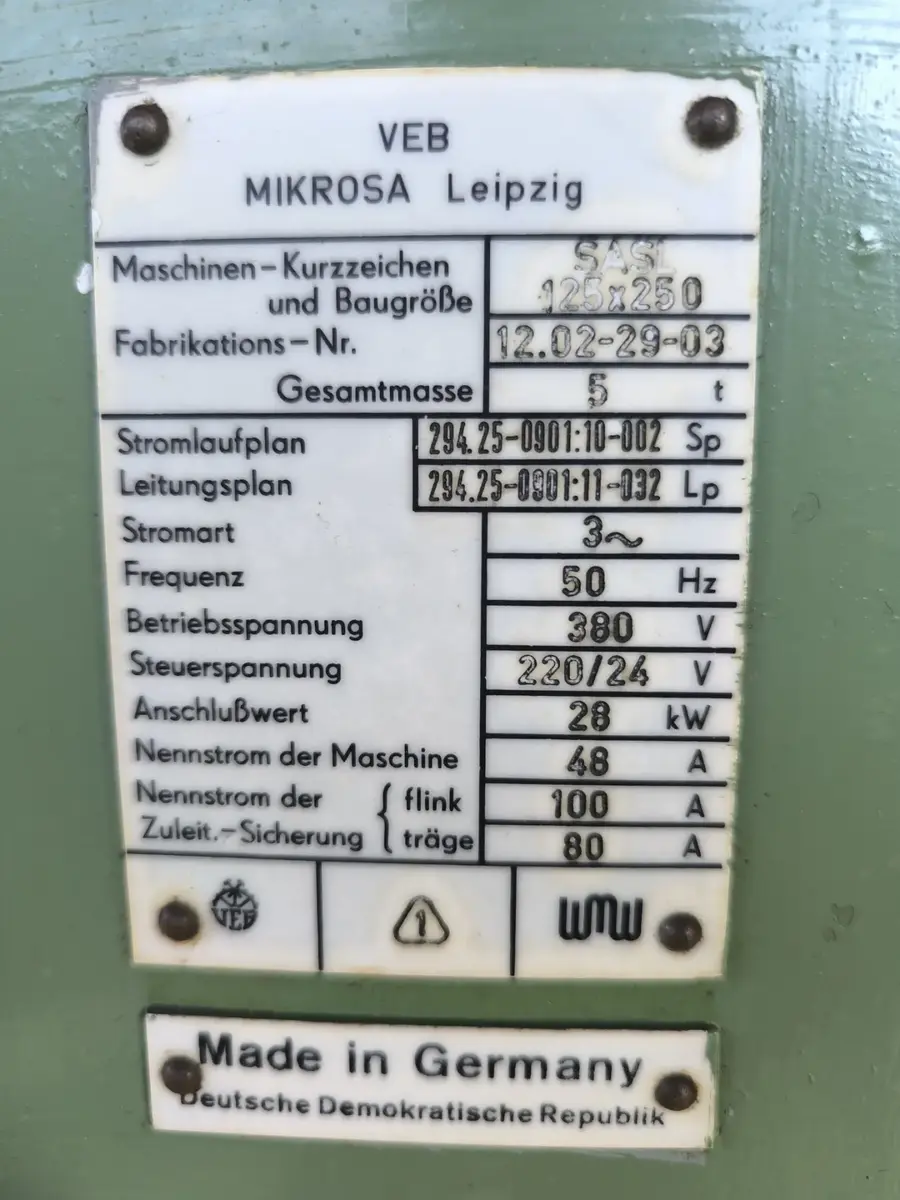 VEB
MIKROSA Leipzig
Maschinen-Kurzzeichen und Baugröße SASL 125x250
Fabrikations-Nr. 12.02-29-03
Gesamtmasse 5 t
Stromlaufplan 294.25-0901:10-002 Sp
Leitungsplan 294.25-0901:11-032 Lp
Stromart 3~
Frequenz 50 Hz
Betriebsspannung 380 V
Steuerspannung 220/24 V
Anschlußwert 28 kW
Nennstrom der Maschine 48 A
Nennstrom der Zuleit.-Sicherung { flink 100 A
träge 80 A
VEB 1 WMW
Made in Germany
Deutsche Demokratische Republik